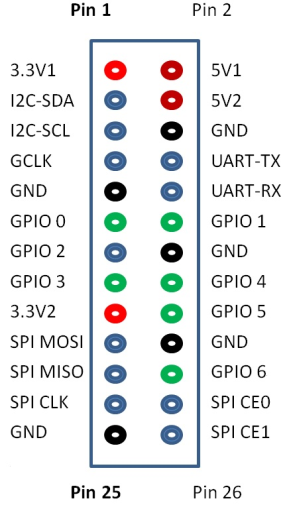 Pin 1 Pin 2
3.3V1 5V1
I2C-SDA 5V2
I2C-SCL GND
GCLK UART-TX
GND UART-RX
GPIO 0 GPIO 1
GPIO 2 GND
GPIO 3 GPIO 4
3.3V2 GPIO 5
SPI MOSI GND
SPI MISO GPIO 6
SPI CLK SPI CE0
GND SPI CE1
Pin 25 Pin 26